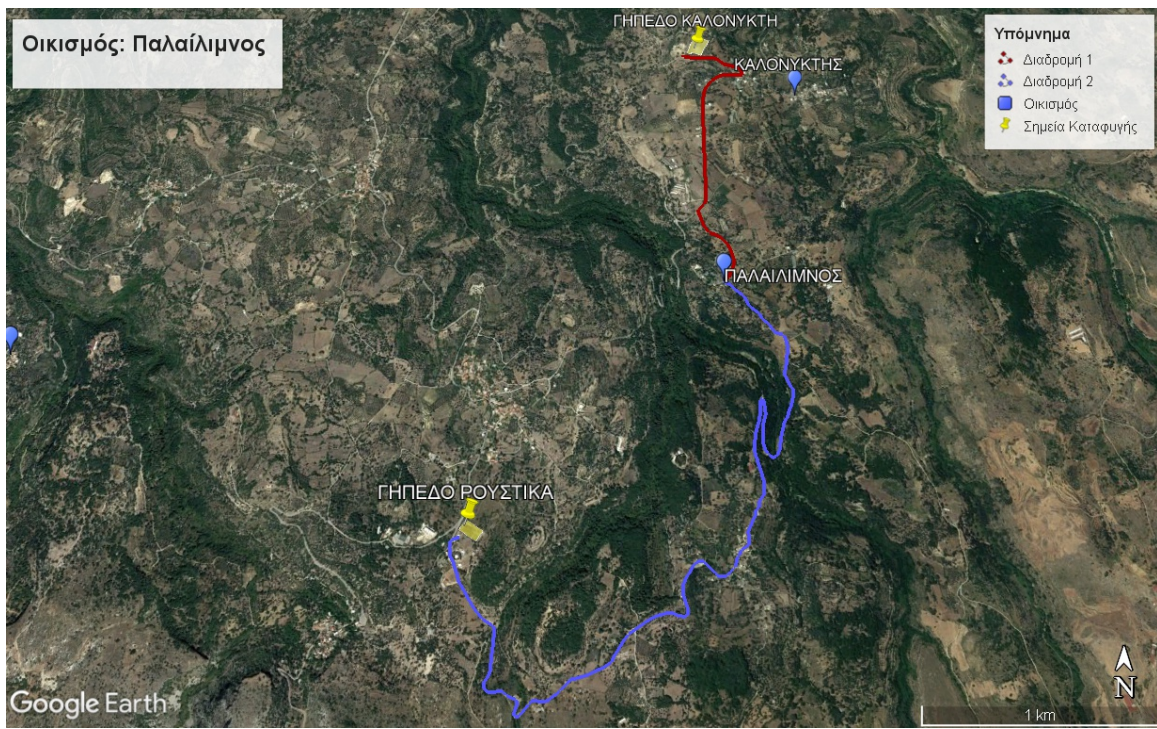 Οικισμός: Παλαίλιμνος
ΓΗΠΕΔΟ ΚΑΛΟΝΥΚΤΗ
ΚΑΛΟΝΥΚΤΗΣ
Υπόμνημα
Διαδρομή 1
Διαδρομή 2
Οικισμός
Σημεία Καταφυγής
ΠΑΛΑΙΛΙΜΝΟΣ
ΓΗΠΕΔΟ ΡΟΥΣΤΙΚΑ
Google Earth
N
1 km